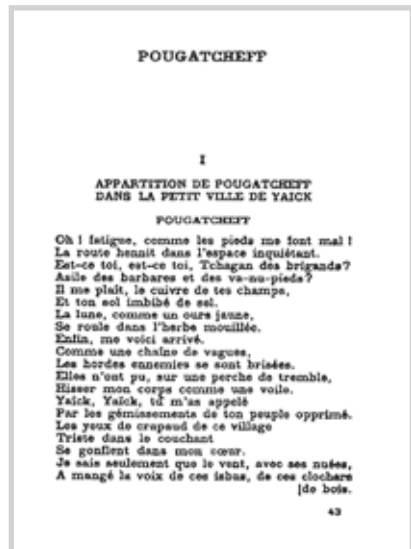 POUGATCHEFF
I
APPARTITION DE POUGATCHEFF
DANS LA PETIT VILLE DE YAICK
POUGATCHEFF
Oh ! fatigue, comme les pieds me font mal !
La route hennit dans l'espace inquiétant.
Est-ce toi, est-ce toi, Tchagan des brigands?
Asile des barbares et des va-nu-pieds?
Il me plaît, le cuivre de tes champs,
Et ton sol imbibé de sel.
La lune, comme un ours jaune,
Se roule dans l'herbe mouillée.
Enfin, me voici arrivé.
Comme une chaîne de vagues,
Les hordes ennemies se sont brisées.
Elles n'ont pu, sur une perche de tremble,
Hisser mon corps comme une voile.
Yaïck, Yaïck, tu m'as appelé
Par les gémissements de ton peuple opprimé.
Les yeux de crapaud de ce village
Triste dans le couchant
Se gonflent dans mon cœur.
Je sais seulement que le vent, avec ses nuées,
A mangé la voix de ces isbas, de ces clochers
[de bois.
43